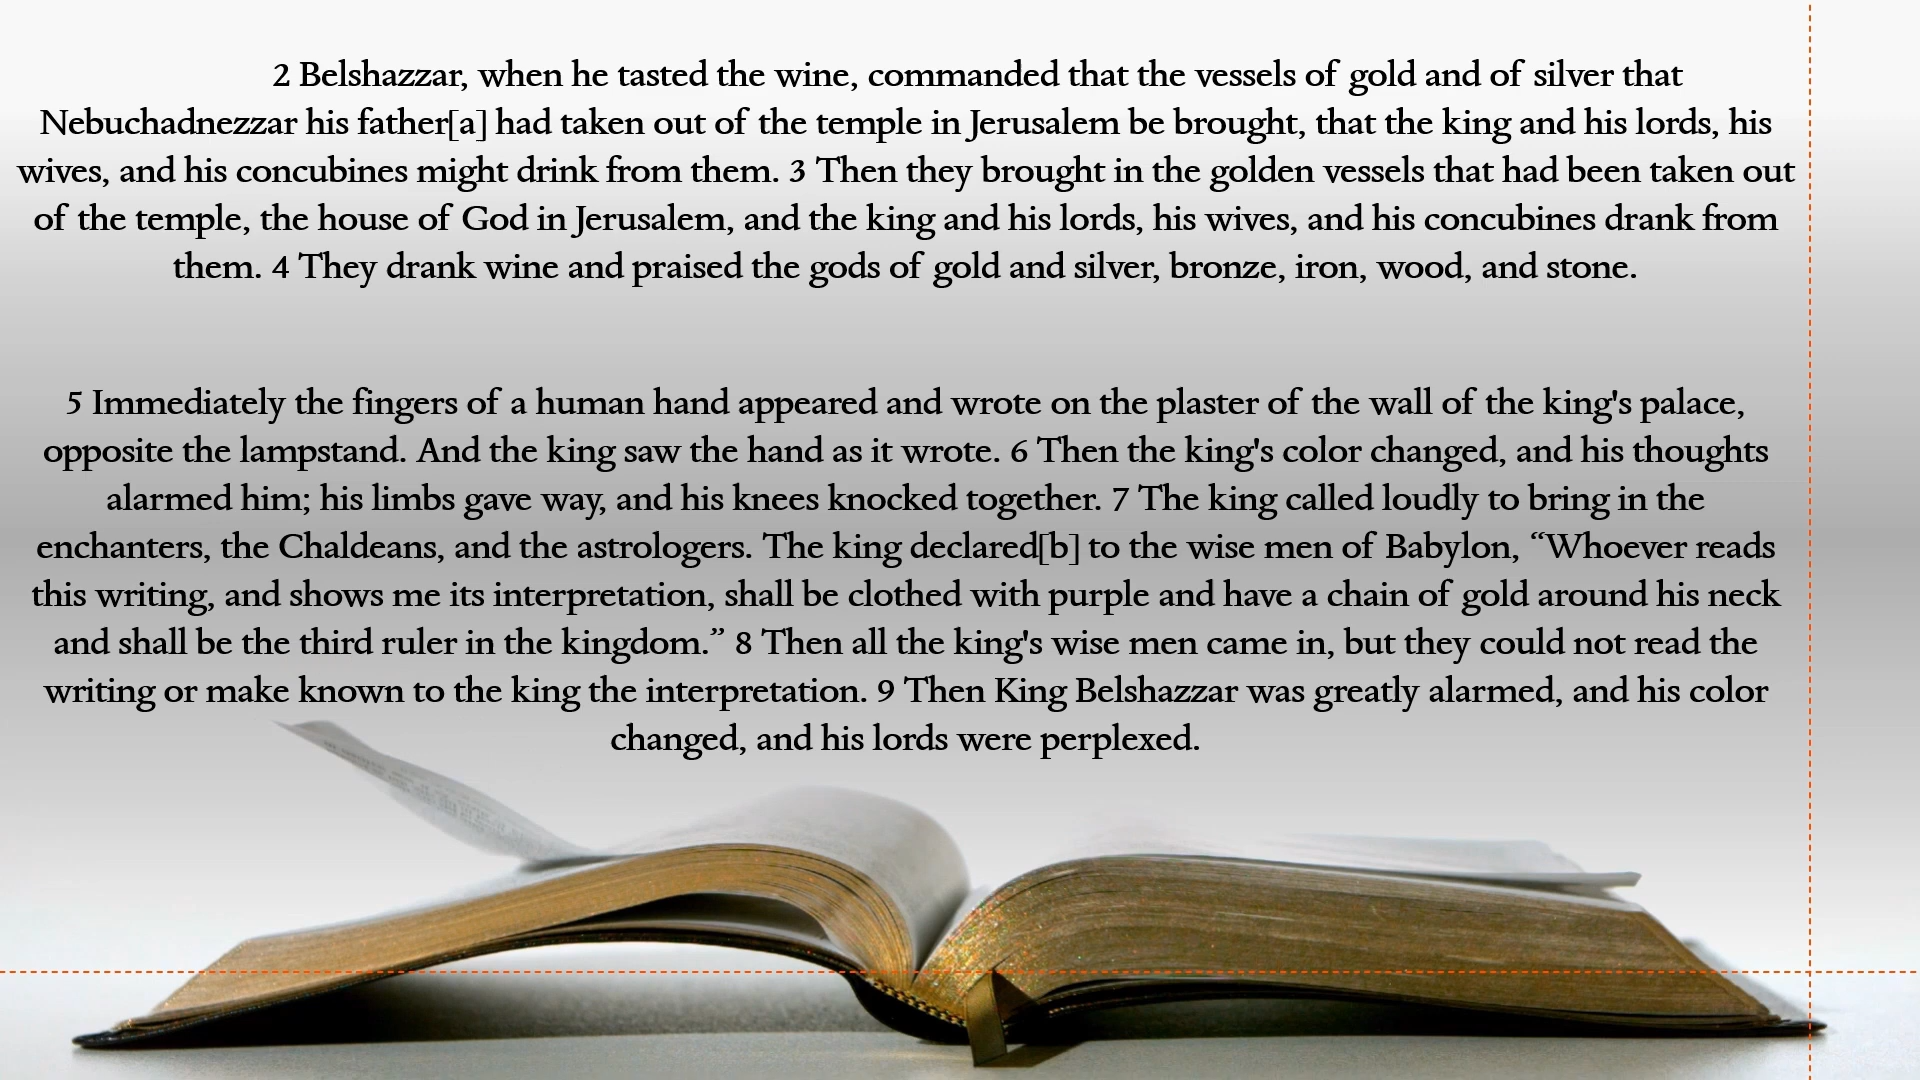 2 Belshazzar, when he tasted the wine, commanded that the vessels of gold and of silver that
Nebuchadnezzar his father[a] had taken out of the temple in Jerusalem be brought, that the king and his lords, his
wives, and his concubines might drink from them. 3 Then they brought in the golden vessels that had been taken out
of the temple, the house of God in Jerusalem, and the king and his lords, his wives, and his concubines drank from
them. 4 They drank wine and praised the gods of gold and silver, bronze, iron, wood, and stone.
5 Immediately the fingers of a human hand appeared and wrote on the plaster of the wall of the king's palace,
opposite the lampstand. And the king saw the hand as it wrote. 6 Then the king's color changed, and his thoughts
alarmed him; his limbs gave way, and his knees knocked together. 7 The king called loudly to bring in the
enchanters, the Chaldeans, and the astrologers. The king declared[b] to the wise men of Babylon, “Whoever reads
this writing, and shows me its interpretation, shall be clothed with purple and have a chain of gold around his neck
and shall be the third ruler in the kingdom.” 8 Then all the king's wise men came in, but they could not read the
writing or make known to the king the interpretation. 9 Then King Belshazzar was greatly alarmed, and his color
changed, and his lords were perplexed.